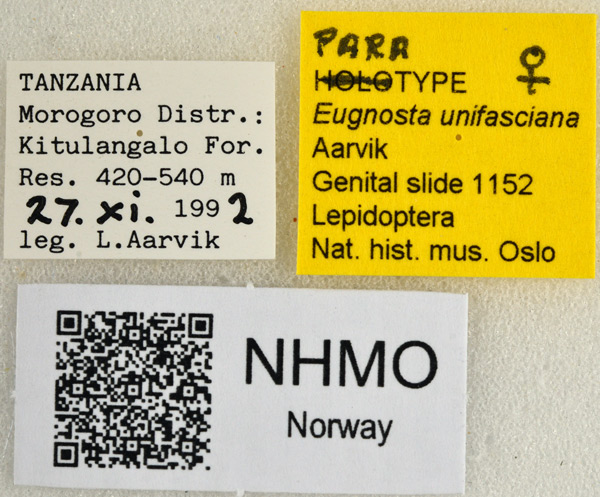 TANZANIA
Morogoro Distr.:
Kitulangalo For.
Res. 420-540 m
27. xi. 1992
leg. L.Aarvik
PARA ♀
HOLOTYPE
Eugnosta unifasciana
Aarvik
Genital slide 1152
Lepidoptera
Nat. hist. mus. Oslo
NHMO
Norway